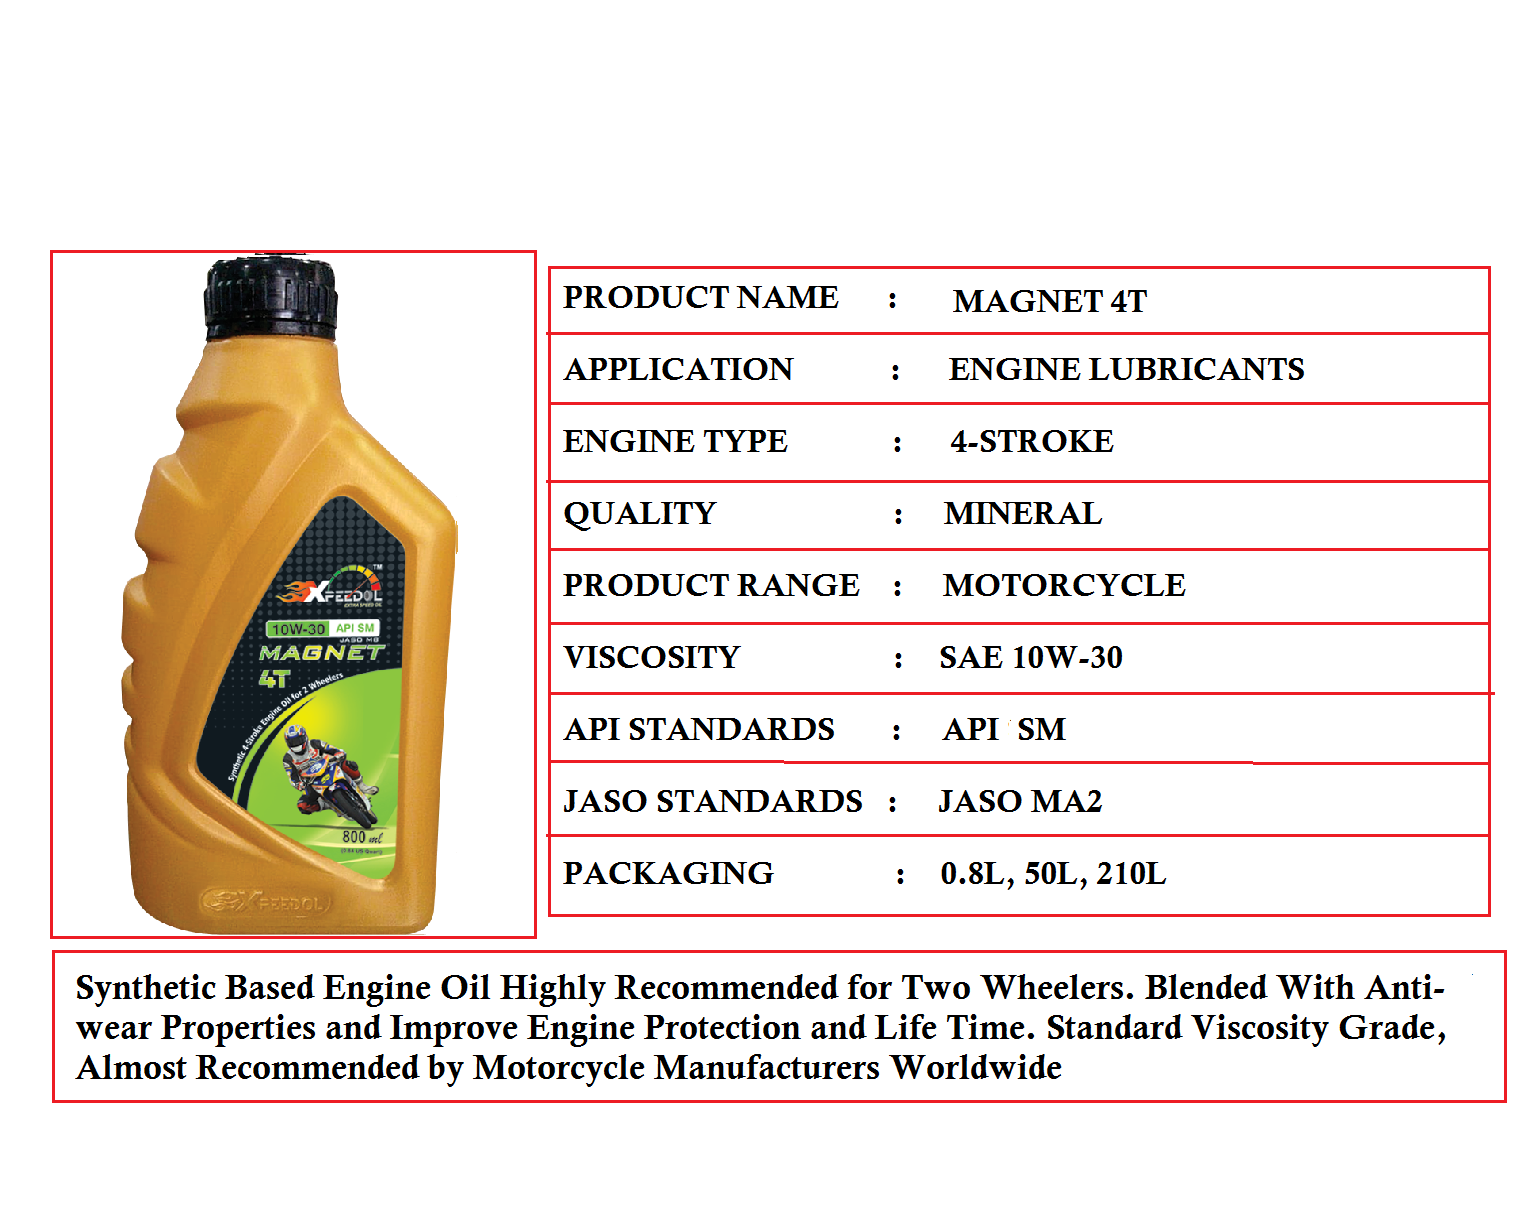 XPEEDOL TM
EXTRA SPEED OIL
10W-30 API SM
JASO MB
MAGNET
4T
Synthetic 4-Stroke Engine Oil for 2 Wheelers
800 ml
XPEEDOL
PRODUCT NAME : MAGNET 4T
APPLICATION : ENGINE LUBRICANTS
ENGINE TYPE : 4-STROKE
QUALITY : MINERAL
PRODUCT RANGE : MOTORCYCLE
VISCOSITY : SAE 10W-30
API STANDARDS : API SM
JASO STANDARDS : JASO MA2
PACKAGING : 0.8L, 50L, 210L
Synthetic Based Engine Oil Highly Recommended for Two Wheelers. Blended With Anti-
wear Properties and Improve Engine Protection and Life Time. Standard Viscosity Grade,
Almost Recommended by Motorcycle Manufacturers Worldwide